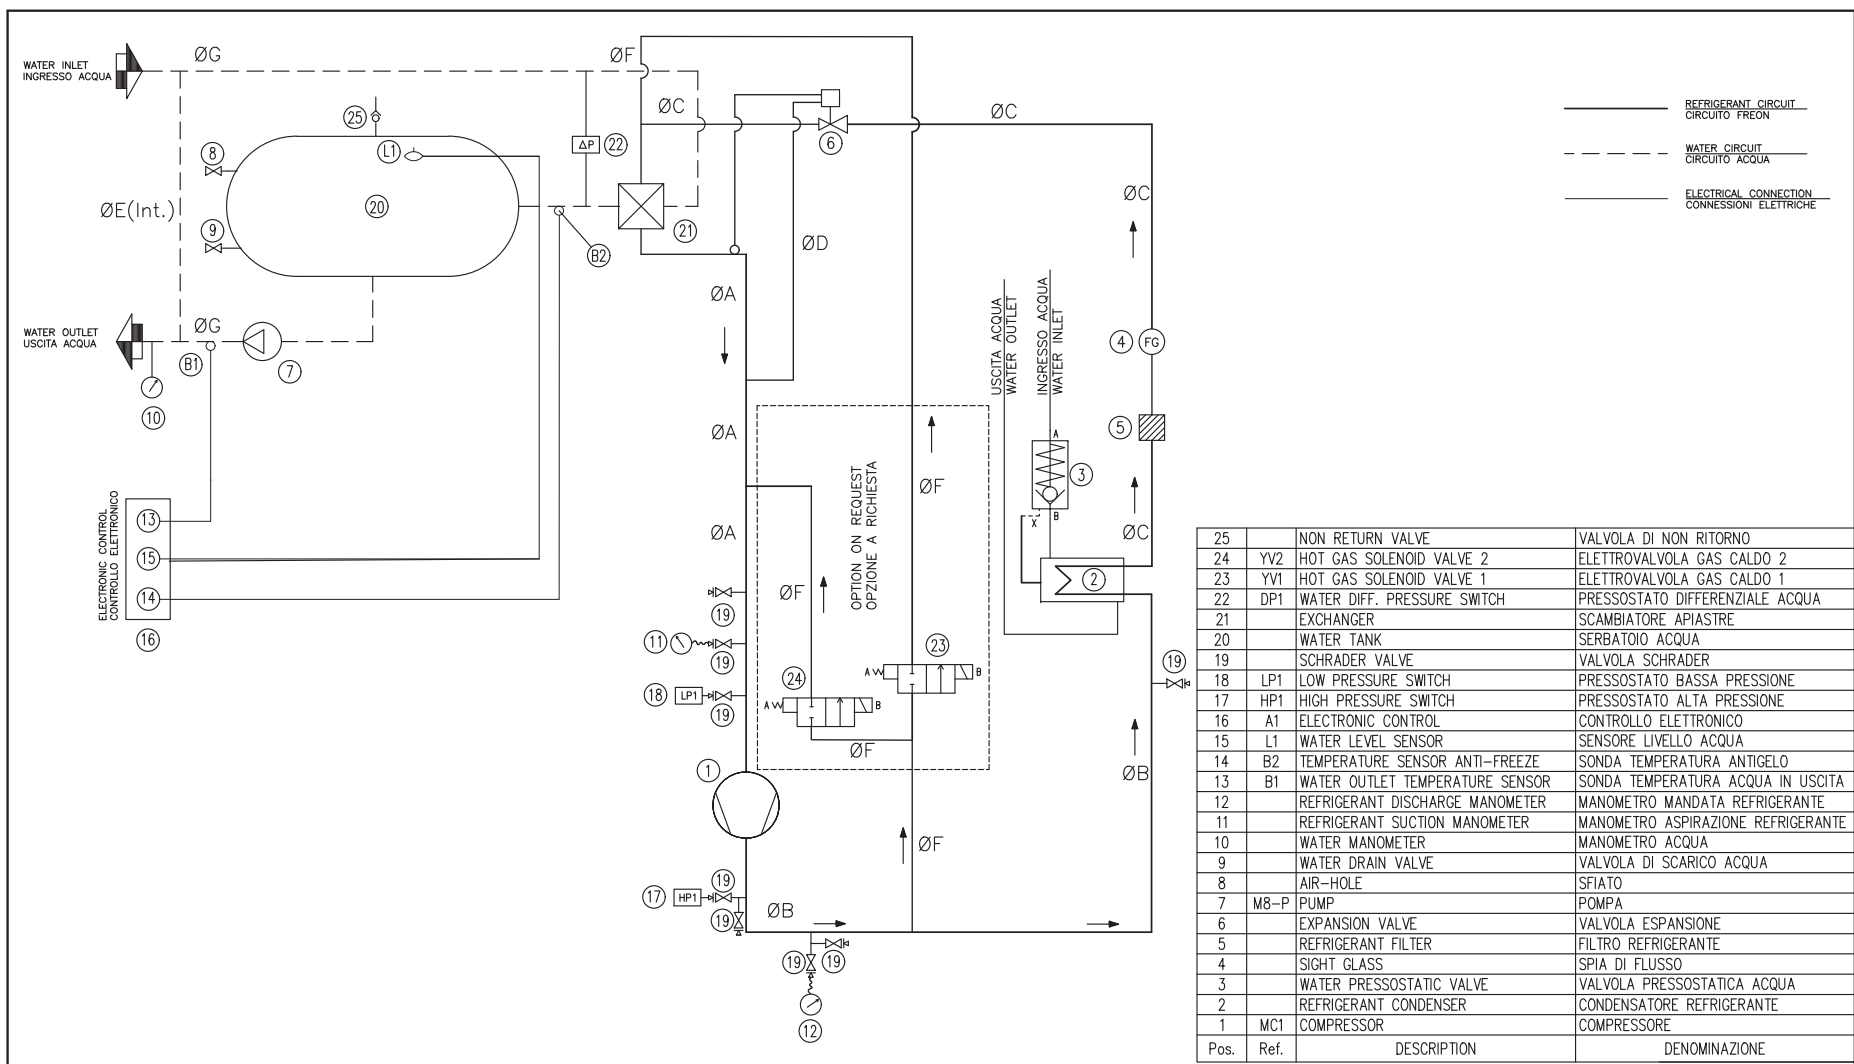 WATER INLET
INGRESSO ACQUA
ØG
ØF
ØC
ØC
25
L1
8
ΔP
22
6
20
ØE(Int.)
9
21
B2
ØD
ØC
WATER OUTLET
USCITA ACQUA
ØG
B1
7
10
ØA
USCITA ACQUA
WATER OUTLET
INGRESSO ACQUA
WATER INLET
4
FG
5
ØA
A
3
X
B
ØF
ØC
OPTION ON REQUEST
OPZIONE A RICHIESTA
ELECTRONIC CONTROL
CONTROLLO ELETTRONICO
13
15
14
16
ØA
ØF
2
19
11
19
23
A
B
19
18
LP1
19
24
A
B
ØF
1
ØB
ØF
17
HP1
19
19
ØB
19
19
12
REFRIGERANT CIRCUIT
CIRCUITO FREON
WATER CIRCUIT
CIRCUITO ACQUA
ELECTRICAL CONNECTION
CONNESSIONI ELETTRICHE
25 NON RETURN VALVE VALVOLA DI NON RITORNO
24 YV2 HOT GAS SOLENOID VALVE 2 ELETTROVALVOLA GAS CALDO 2
23 YV1 HOT GAS SOLENOID VALVE 1 ELETTROVALVOLA GAS CALDO 1
22 DP1 WATER DIFF. PRESSURE SWITCH PRESSOSTATO DIFFERENZIALE ACQUA
21 EXCHANGER SCAMBIATORE APIASTRE
20 WATER TANK SERBATOIO ACQUA
19 SCHRADER VALVE VALVOLA SCHRADER
18 LP1 LOW PRESSURE SWITCH PRESSOSTATO BASSA PRESSIONE
17 HP1 HIGH PRESSURE SWITCH PRESSOSTATO ALTA PRESSIONE
16 A1 ELECTRONIC CONTROL CONTROLLO ELETTRONICO
15 L1 WATER LEVEL SENSOR SENSORE LIVELLO ACQUA
14 B2 TEMPERATURE SENSOR ANTI-FREEZE SONDA TEMPERATURA ANTIGELO
13 B1 WATER OUTLET TEMPERATURE SENSOR SONDA TEMPERATURA ACQUA IN USCITA
12 REFRIGERANT DISCHARGE MANOMETER MANOMETRO MANDATA REFRIGERANTE
11 REFRIGERANT SUCTION MANOMETER MANOMETRO ASPIRAZIONE REFRIGERANTE
10 WATER MANOMETER MANOMETRO ACQUA
9 WATER DRAIN VALVE VALVOLA DI SCARICO ACQUA
8 AIR-HOLE SFIATO
7 M8-P PUMP POMPA
6 EXPANSION VALVE VALVOLA ESPANSIONE
5 REFRIGERANT FILTER FILTRO REFRIGERANTE
4 SIGHT GLASS SPIA DI FLUSSO
3 WATER PRESSOSTATIC VALVE VALVOLA PRESSOSTATICA ACQUA
2 REFRIGERANT CONDENSER CONDENSATORE REFRIGERANTE
1 MC1 COMPRESSOR COMPRESSORE
Pos. Ref. DESCRIPTION DENOMINAZIONE